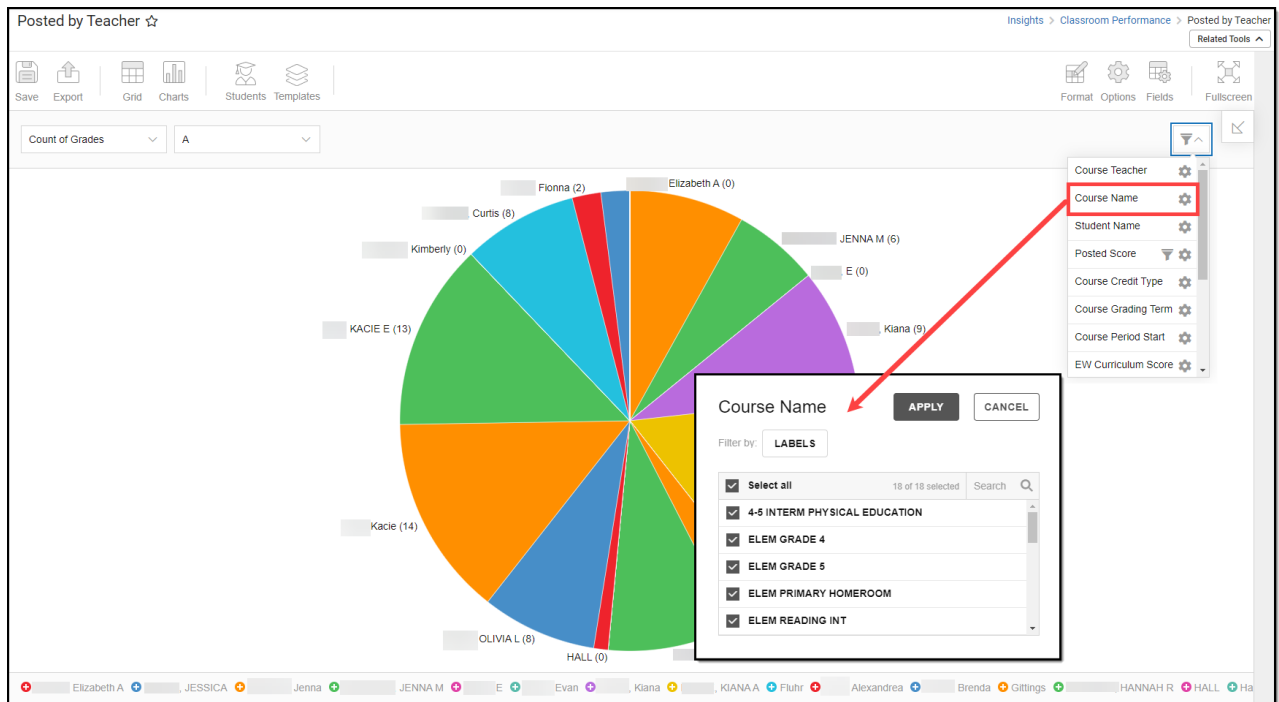 Posted by Teacher
Insights > Classroom Performance > Posted by Teacher
Related Tools
Save Export Grid Charts Students Templates Format Options Fields Fullscreen
Count of Grades A
Course Teacher
Course Name
Student Name
Posted Score
Course Credit Type
Course Grading Term
Course Period Start
EW Curriculum Score
Elizabeth A (0)
Fionna (2)
Curtis (8)
JENNA M (6)
Kimberly (0)
, E (0)
KACIE E (13)
, Kiana (9)
Kacie (14)
OLIVIA L (8)
HALL (0)
Course Name APPLY CANCEL
Filter by: LABELS
Select all 18 of 18 selected Search
4-5 INTERM PHYSICAL EDUCATION
ELEM GRADE 4
ELEM GRADE 5
ELEM PRIMARY HOMEROOM
ELEM READING INT
Elizabeth A , JESSICA Jenna JENNA M E Evan , Kiana , KIANA A Fluhr Alexandrea Brenda Gittings HANNAH R HALL Ha